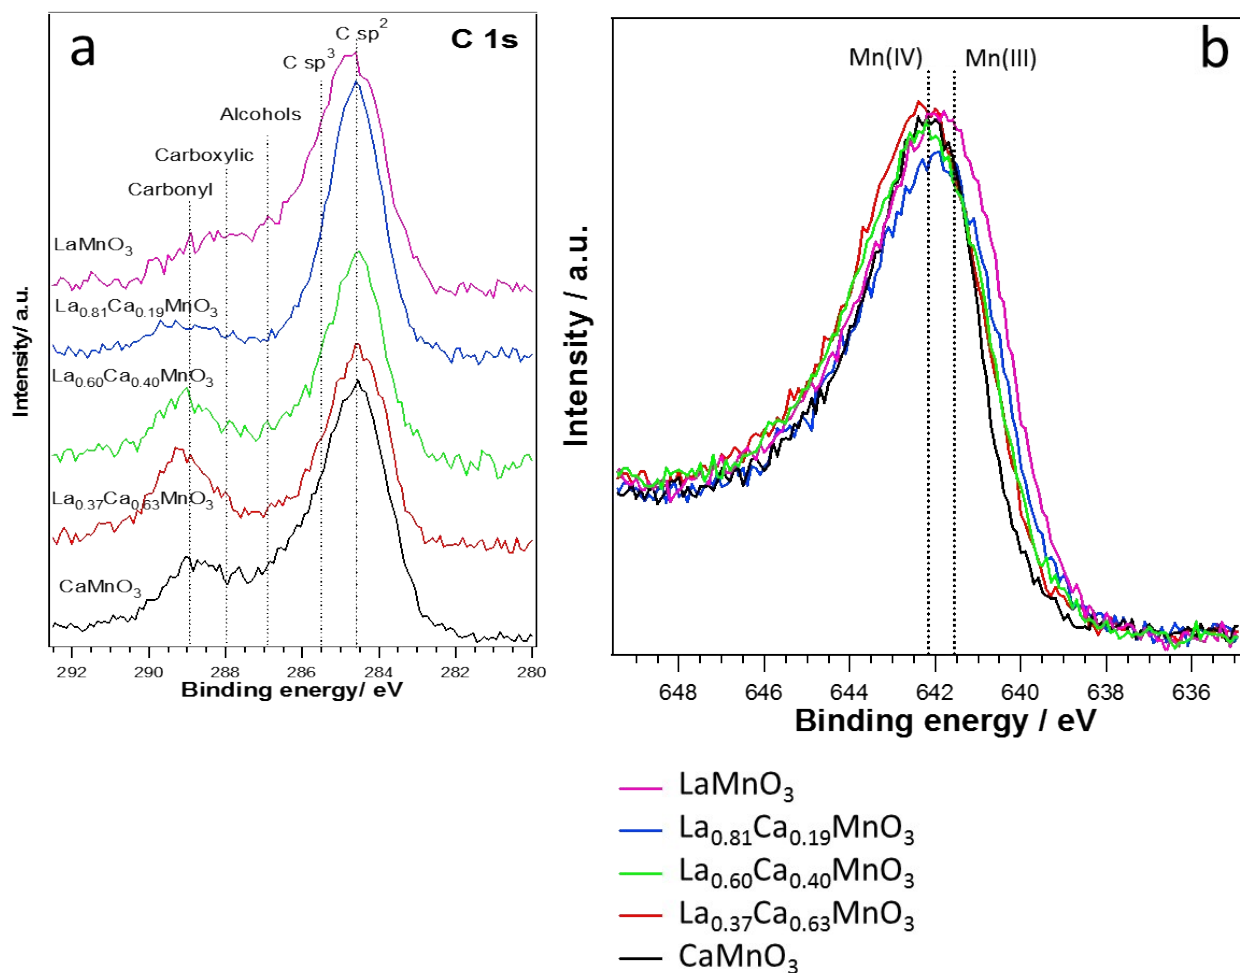 a
C 1s
C sp²
C sp³
Alcohols
Carboxylic
Carbonyl
LaMnO₃
La₀.₈₁Ca₀.₁₉MnO₃
La₀.₆₀Ca₀.₄₀MnO₃
La₀.₃₇Ca₀.₆₃MnO₃
CaMnO₃
Intensity/ a.u.
292 290 288 286 284 282 280
Binding energy/ eV
b
Mn(IV) Mn(III)
Intensity / a.u.
648 646 644 642 640 638 636
Binding energy / eV
LaMnO₃
La₀.₈₁Ca₀.₁₉MnO₃
La₀.₆₀Ca₀.₄₀MnO₃
La₀.₃₇Ca₀.₆₃MnO₃
CaMnO₃